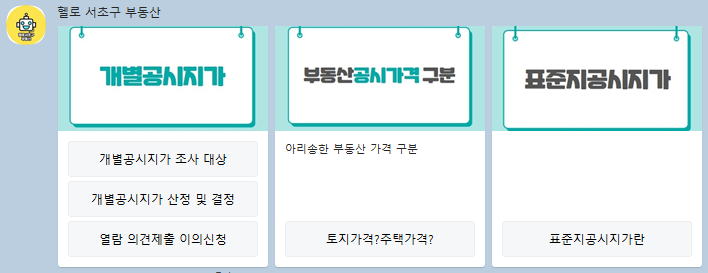 헬로 서초구 부동산
개별공시지가
개별공시지가 조사 대상
개별공시지가 산정 및 결정
열람 의견제출 이의신청
부동산공시가격 구분
아리송한 부동산 가격 구분
토지가격?주택가격?
표준지공시지가
표준지공시지가란